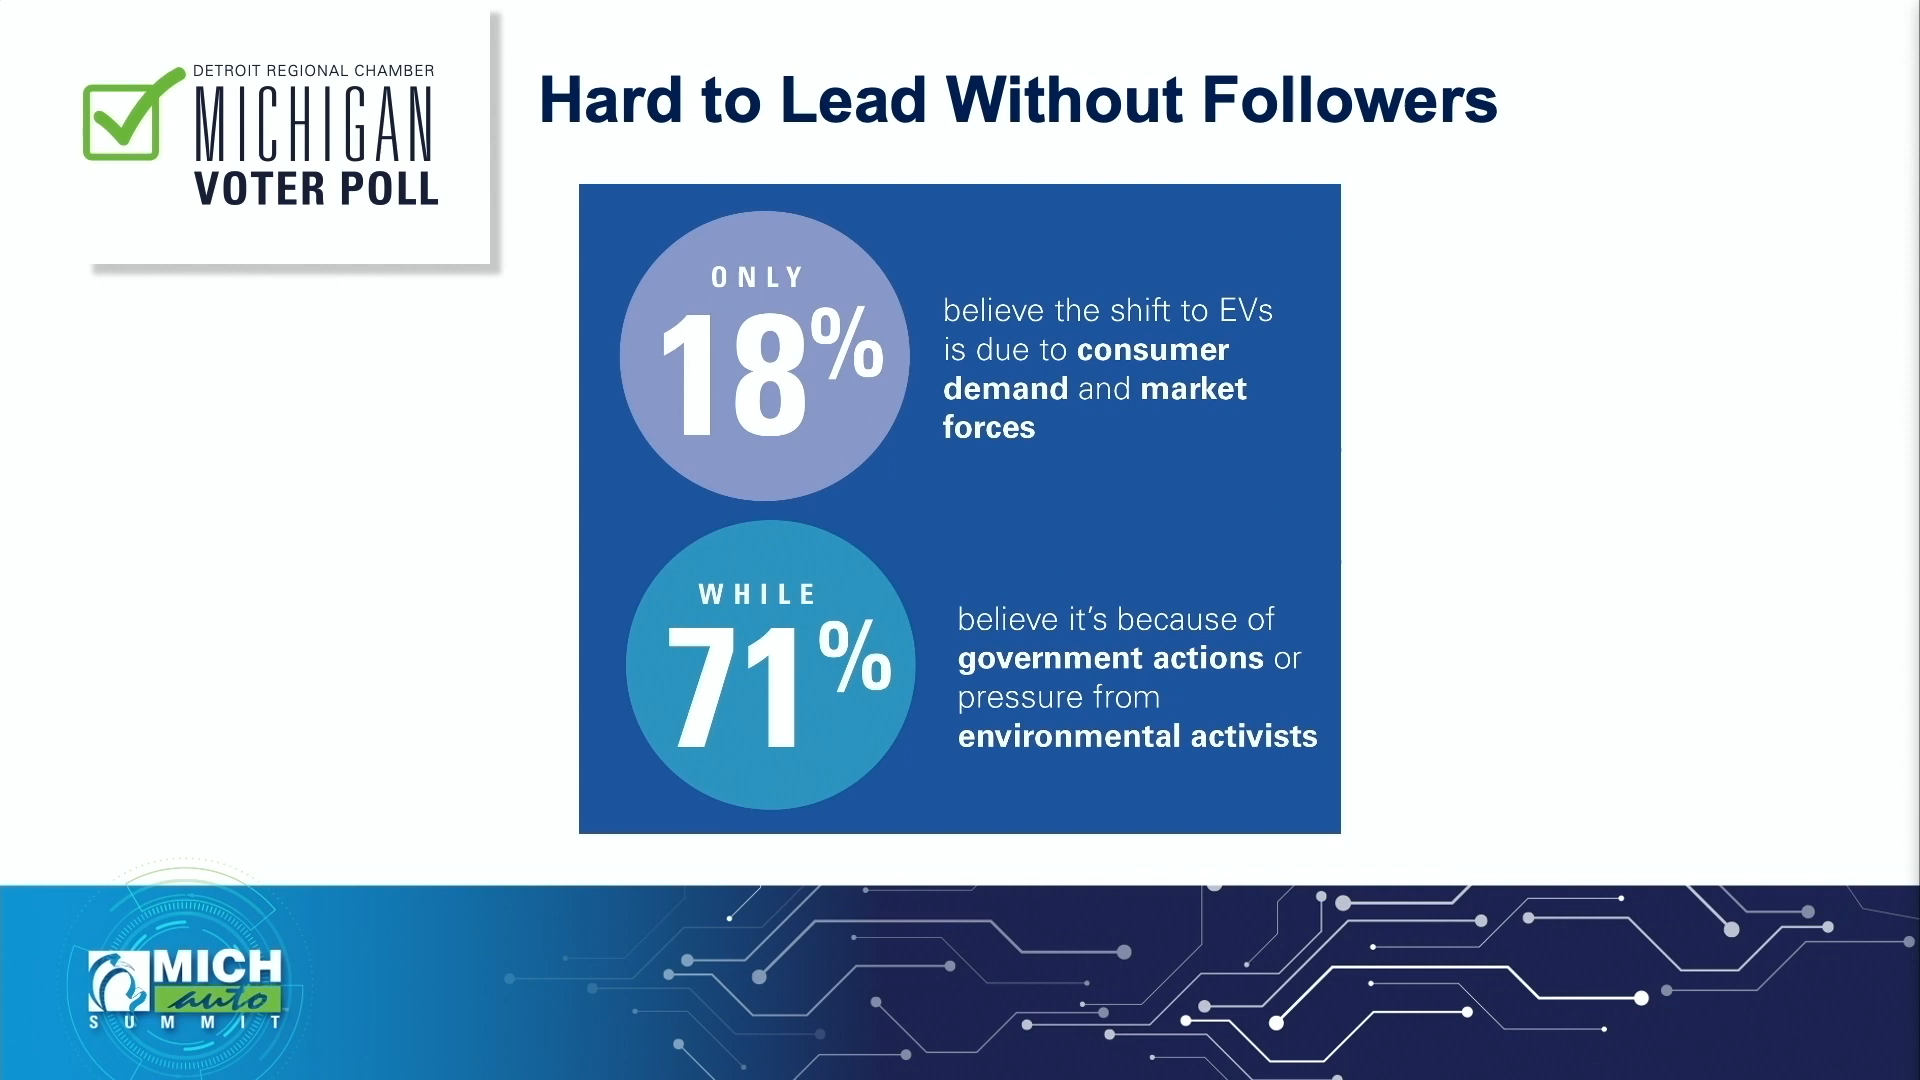 DETROIT REGIONAL CHAMBER
MICHIGAN
VOTER POLL
Hard to Lead Without Followers
ONLY
18%
believe the shift to EVs
is due to consumer
demand and market
forces
WHILE
71%
believe it's because of
government actions or
pressure from
environmental activists
MICH
auto
SUMMIT